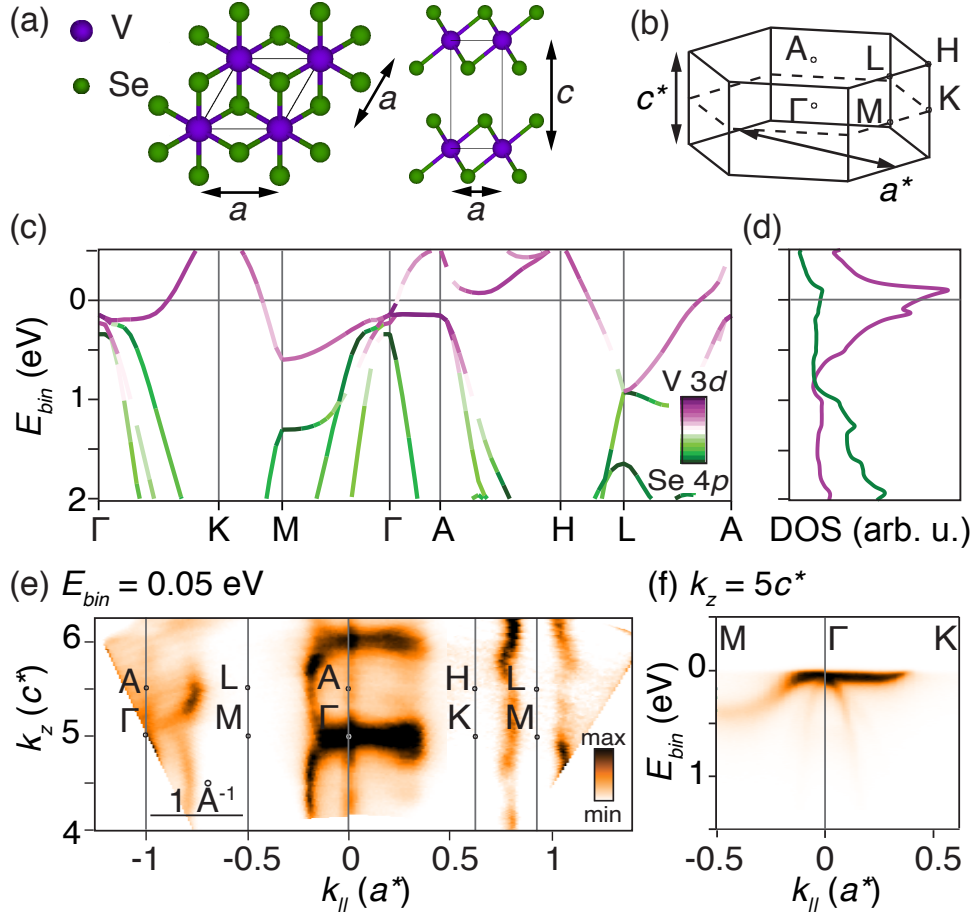 (a)
V
Se
a
a
c
a
(b)
c*
A
L
H
Γ
M
K
a*
(c)
E_bin (eV)
0
1
2
V 3d
Se 4p
Γ K M Γ A H L A
(d)
DOS (arb. u.)
(e) E_bin = 0.05 eV
k_z (c*)
6
5
4
A L A H L
Γ M Γ K M
1 Å⁻¹
max
min
-1 -0.5 0 0.5 1
k_|| (a*)
(f) k_z = 5c*
M Γ K
E_bin (eV)
0
1
-0.5 0 0.5
k_|| (a*)